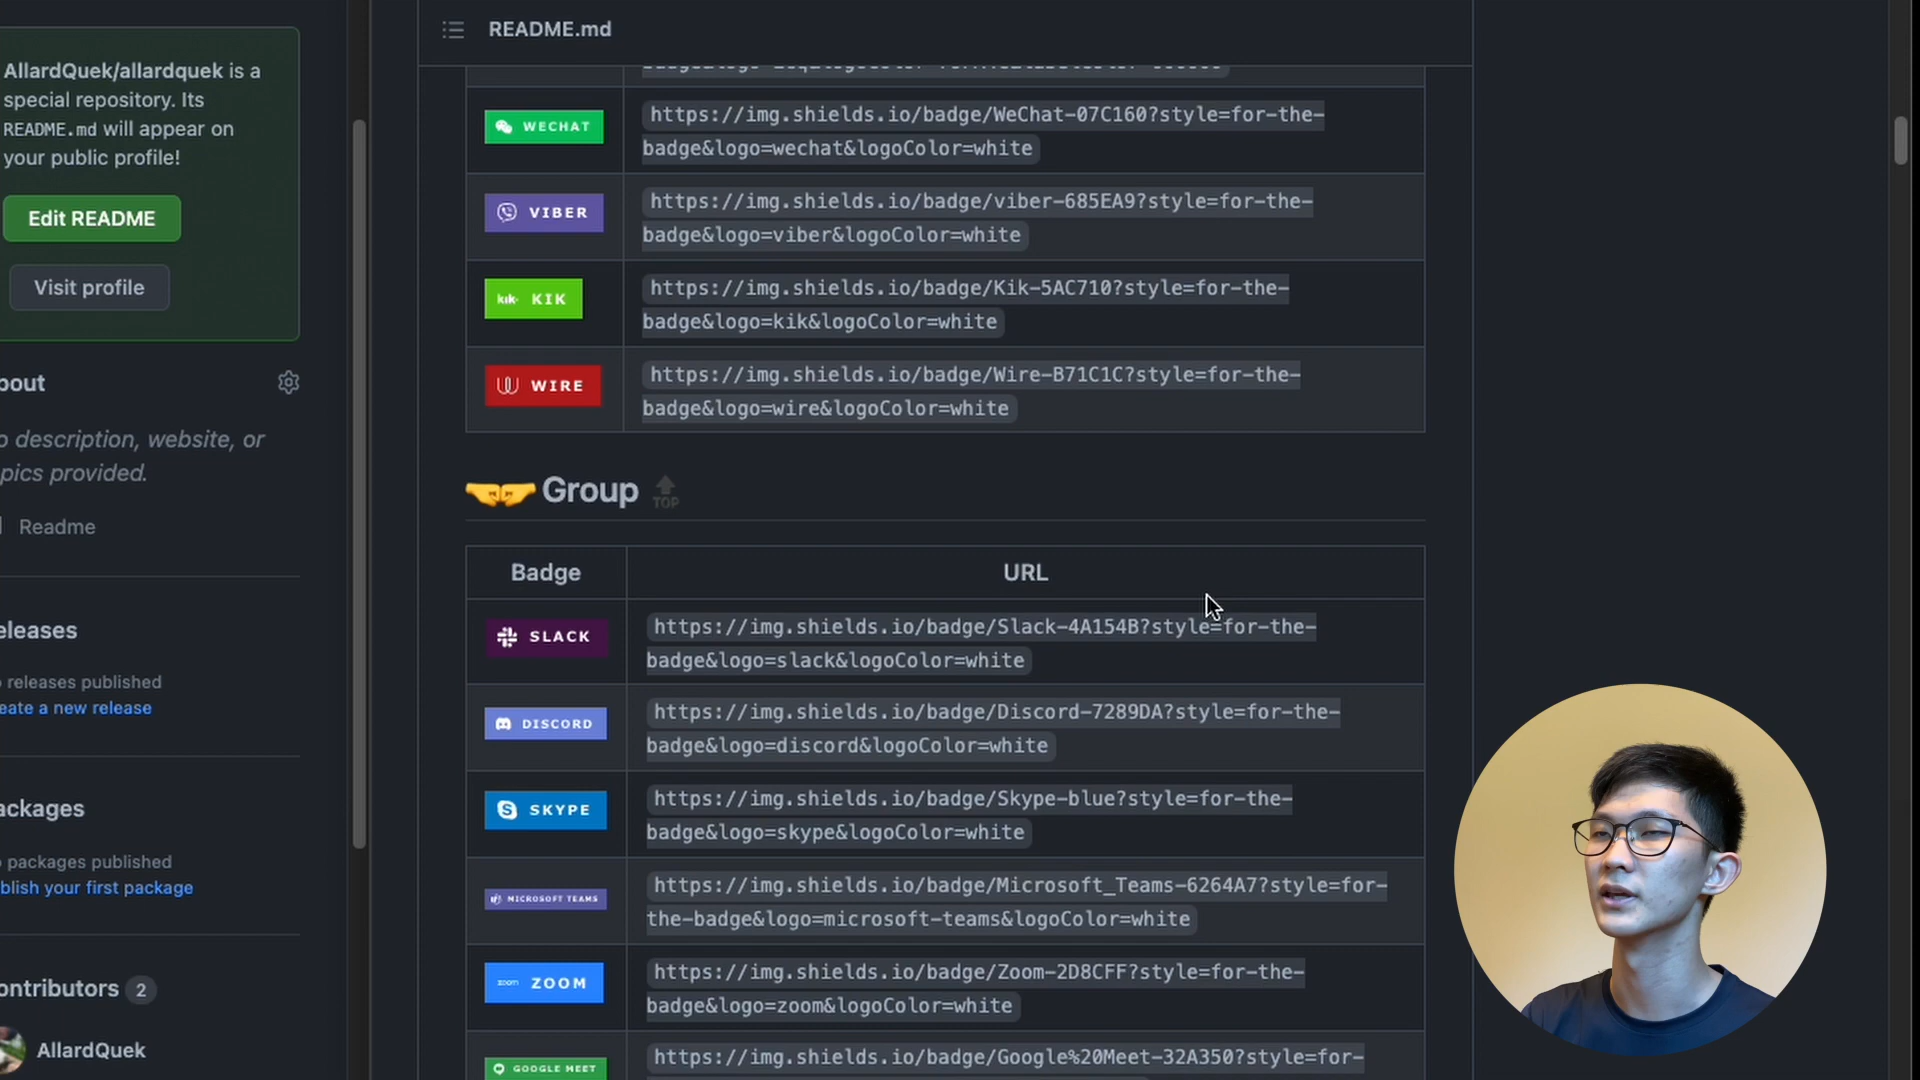 AllardQuek/allardquek is a
special repository. Its
README.md will appear on
your public profile!
Edit README
Visit profile
bout
o description, website, or
pics provided.
Readme
eleases
o releases published
eate a new release
ackages
o packages published
blish your first package
ontributors 2
AllardQuek
README.md
WECHAT
https://img.shields.io/badge/WeChat-07C160?style=for-the-
badge&logo=wechat&logoColor=white
VIBER
https://img.shields.io/badge/viber-685EA9?style=for-the-
badge&logo=viber&logoColor=white
kik. KIK
https://img.shields.io/badge/Kik-5AC710?style=for-the-
badge&logo=kik&logoColor=white
WIRE
https://img.shields.io/badge/Wire-B71C1C?style=for-the-
badge&logo=wire&logoColor=white
Group TOP
Badge URL
SLACK
https://img.shields.io/badge/Slack-4A154B?style=for-the-
badge&logo=slack&logoColor=white
DISCORD
https://img.shields.io/badge/Discord-7289DA?style=for-the-
badge&logo=discord&logoColor=white
SKYPE
https://img.shields.io/badge/Skype-blue?style=for-the-
badge&logo=skype&logoColor=white
MICROSOFT TEAMS
https://img.shields.io/badge/Microsoft_Teams-6264A7?style=for-
the-badge&logo=microsoft-teams&logoColor=white
zoom ZOOM
https://img.shields.io/badge/Zoom-2D8CFF?style=for-the-
badge&logo=zoom&logoColor=white
GOOGLE MEET
https://img.shields.io/badge/Google%20Meet-32A350?style=for-